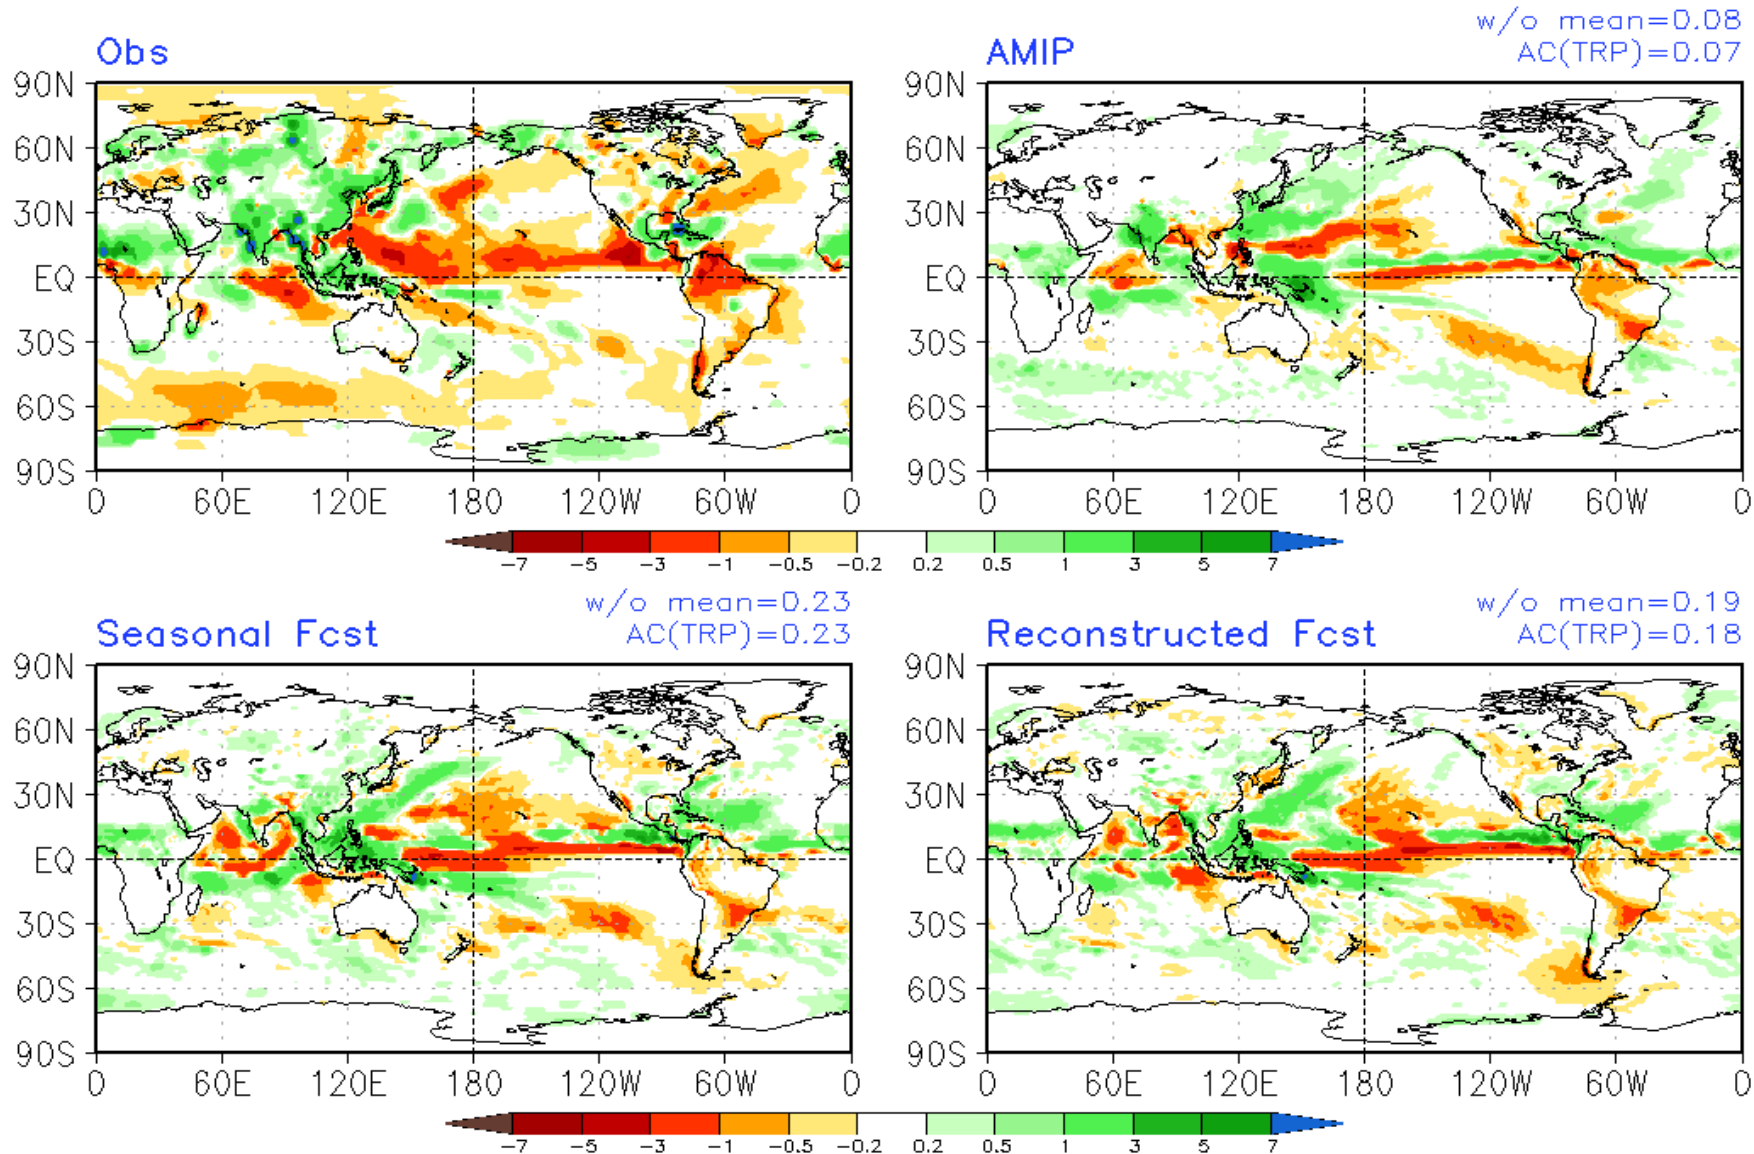 w/o mean=0.08
Obs
AMIP
AC(TRP)=0.07
90N
60N
30N
EQ
30S
60S
90S
0 60E 120E 180 120W 60W 0
90N
60N
30N
EQ
30S
60S
90S
0 60E 120E 180 120W 60W 0
-7 -5 -3 -1 -0.5 -0.2 0.2 0.5 1 3 5 7
w/o mean=0.23
Seasonal Fcst
AC(TRP)=0.23
w/o mean=0.19
Reconstructed Fcst
AC(TRP)=0.18
90N
60N
30N
EQ
30S
60S
90S
0 60E 120E 180 120W 60W 0
90N
60N
30N
EQ
30S
60S
90S
0 60E 120E 180 120W 60W 0
-7 -5 -3 -1 -0.5 -0.2 0.2 0.5 1 3 5 7